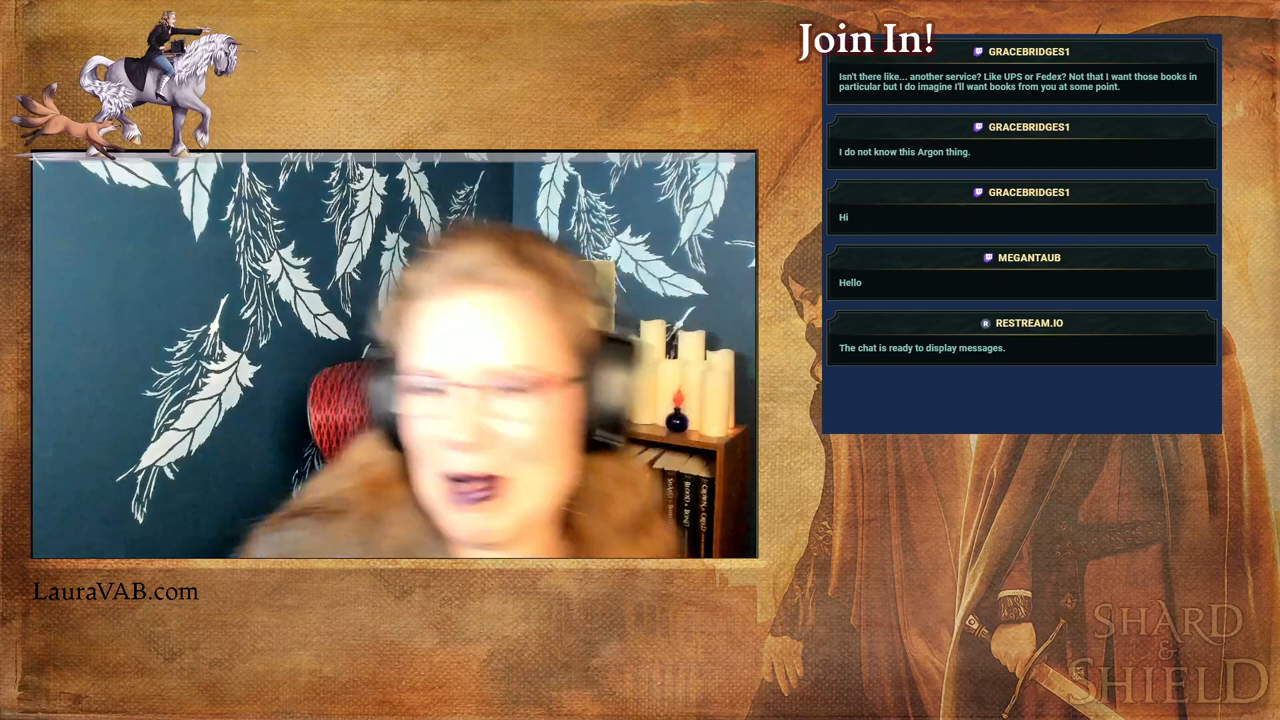 Join In!
GRACEBRIDGES1
Isn't there like... another service? Like UPS or Fedex? Not that I want those books in
particular but I do imagine I'll want books from you at some point.
GRACEBRIDGES1
I do not know this Argon thing.
GRACEBRIDGES1
Hi
MEGANTAUB
Hello
R RESTREAM.IO
The chat is ready to display messages.
LauraVAB.com
SHARD
&
SHIELD